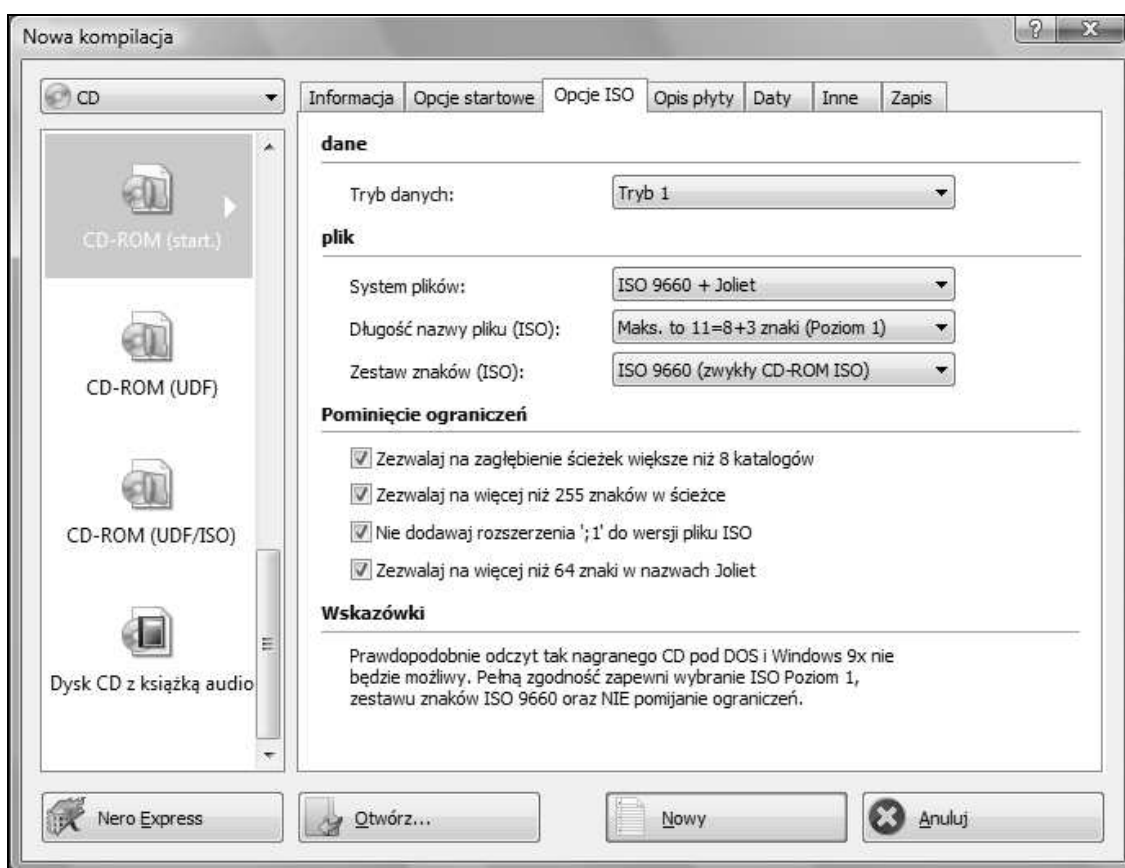 Nowa kompilacja
CD
CD-ROM (start.)
CD-ROM (UDF)
CD-ROM (UDF/ISO)
Dysk CD z książką audio
Informacja
Opcje startowe
Opcje ISO
Opis płyty
Daty
Inne
Zapis
dane
Tryb danych:
Tryb 1
plik
System plików:
ISO 9660 + Joliet
Długość nazwy pliku (ISO):
Maks. to 11=8+3 znaki (Poziom 1)
Zestaw znaków (ISO):
ISO 9660 (zwykły CD-ROM ISO)
Pominięcie ograniczeń
Zezwalaj na zagłębienie ścieżek większe niż 8 katalogów
Zezwalaj na więcej niż 255 znaków w ścieżce
Nie dodawaj rozszerzenia ';1' do wersji pliku ISO
Zezwalaj na więcej niż 64 znaki w nazwach Joliet
Wskazówki
Prawdopodobnie odczyt tak nagranego CD pod DOS i Windows 9x nie
będzie możliwy. Pełną zgodność zapewni wybranie ISO Poziom 1,
zestawu znaków ISO 9660 oraz NIE pomijanie ograniczeń.
Nero Express
Otwórz...
Nowy
Anuluj